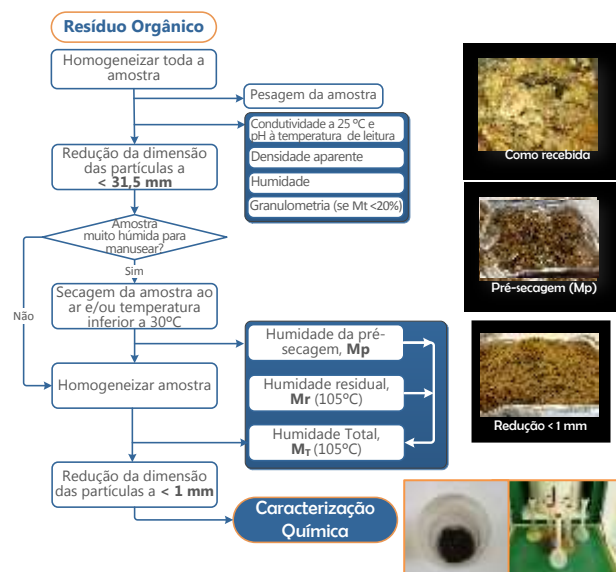 Resíduo Orgânico
Homogeneizar toda a
amostra
Pesagem da amostra
Condutividade a 25 ºC e
pH à temperatura de leitura
Densidade aparente
Humidade
Granulometria (se Mt <20%)
Redução da dimensão
das partículas a
< 31,5 mm
Como recebida
Amostra
muito húmida para
manusear?
Sim
Não
Secagem da amostra ao
ar e/ou temperatura
inferior a 30ºC
Pré-secagem (Mp)
Humidade da pré-
secagem, Mp
Homogeneizar amostra
Humidade residual,
Mr (105ºC)
Humidade Total,
MT (105ºC)
Redução < 1 mm
Redução da dimensão
das partículas a < 1 mm
Caracterização
Química